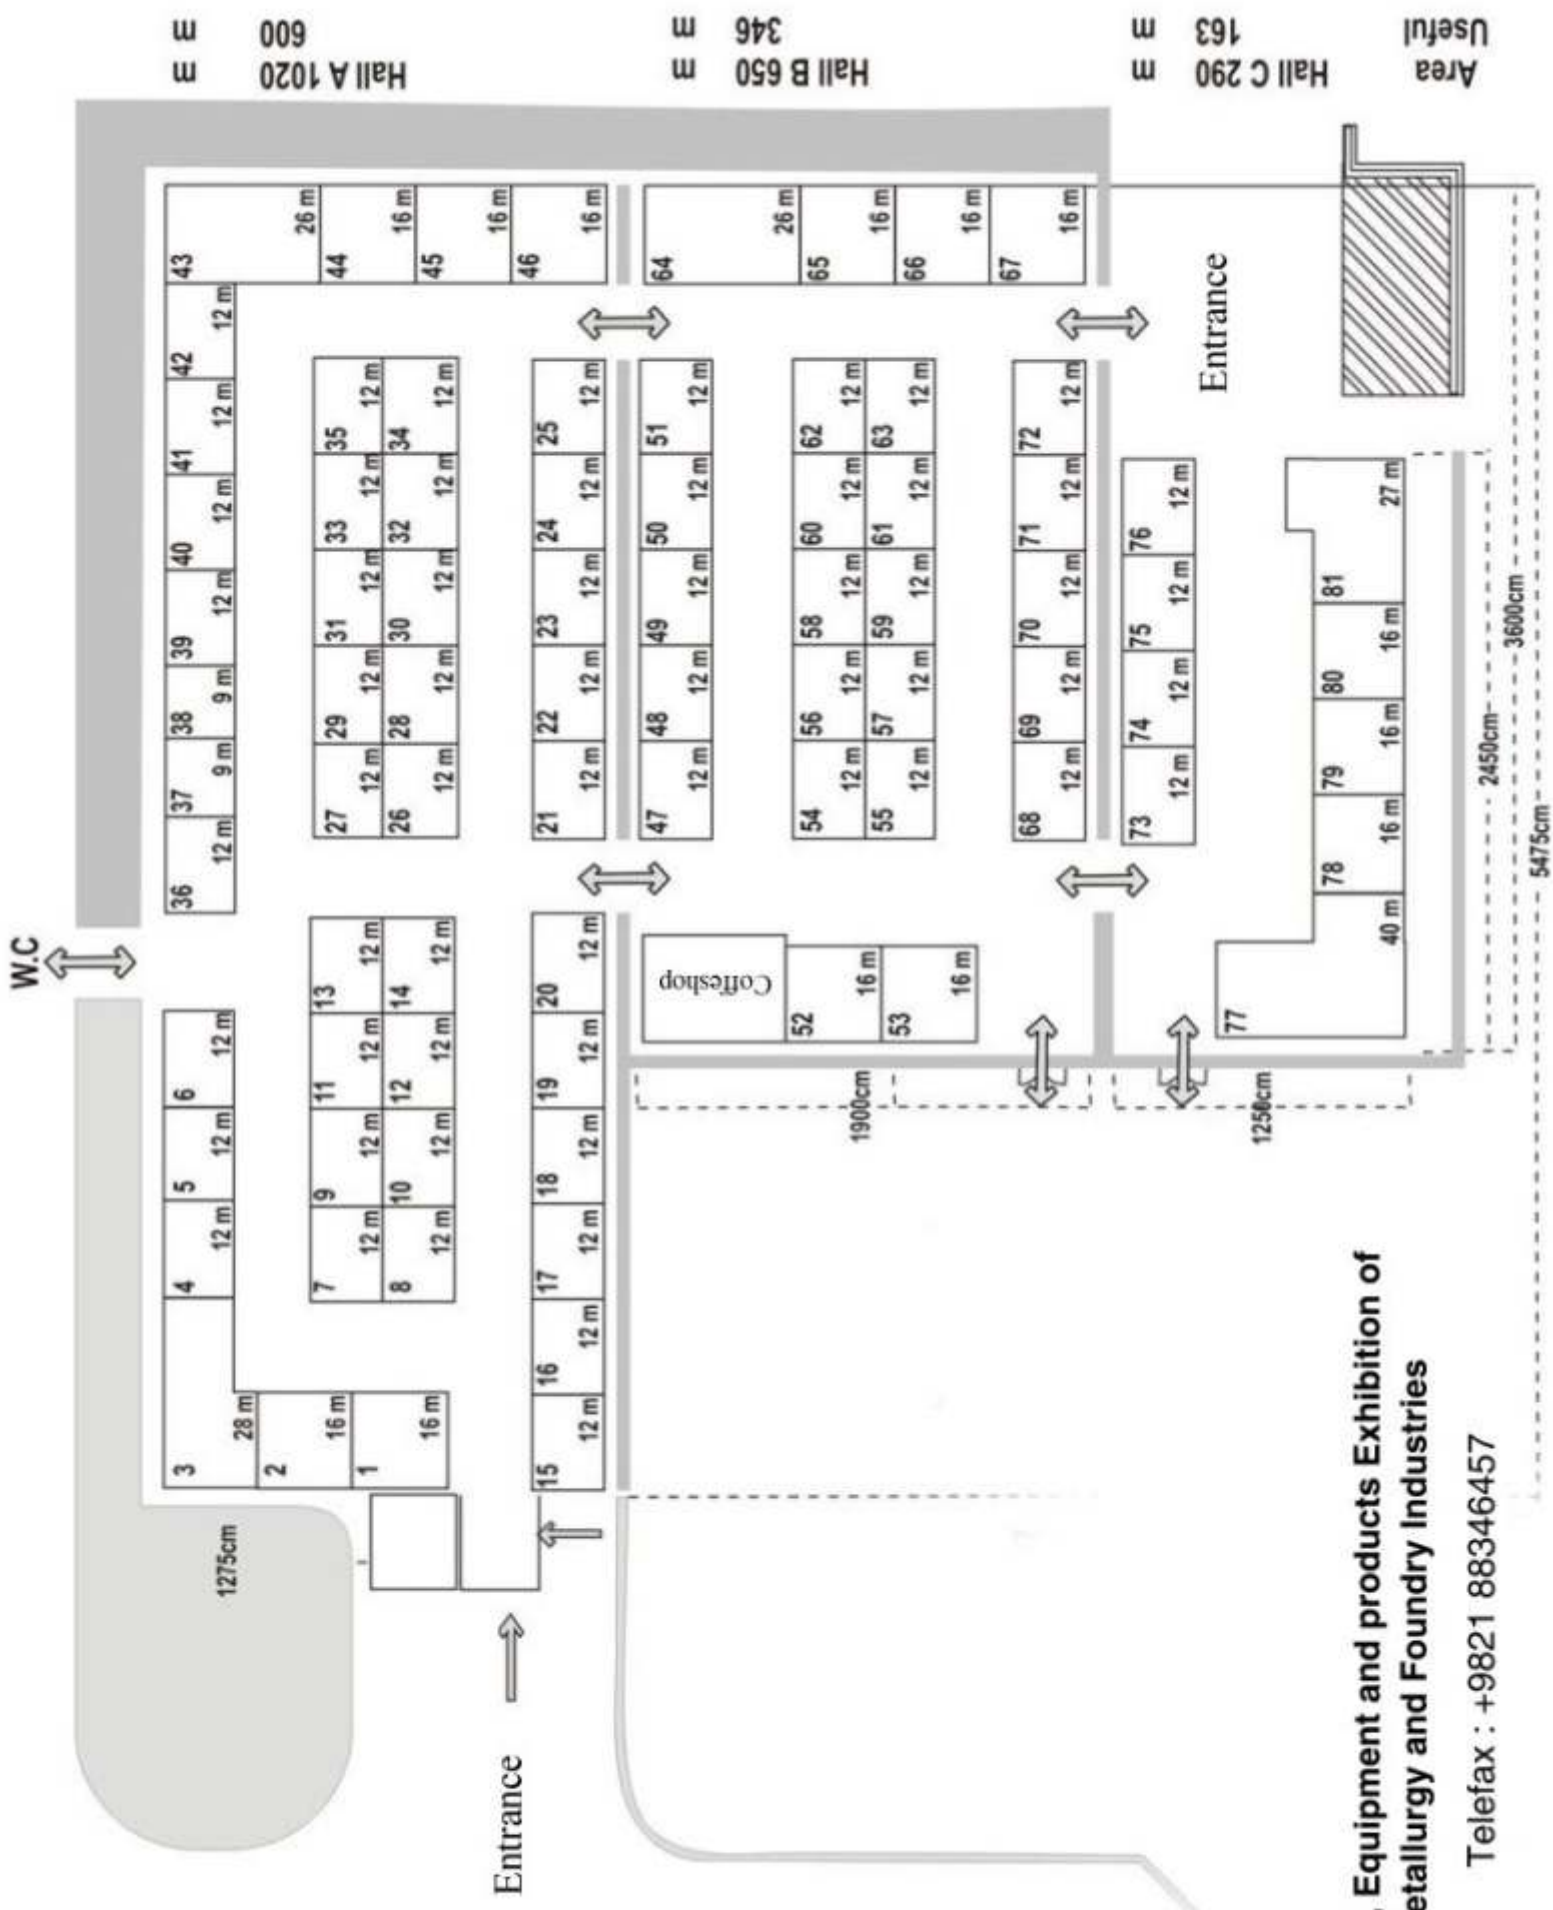 Area Hall C 290 m Hall B 650 m Hall A 1020 m
Useful 163 m 346 m 600 m
W.C
3 28 m
4 12 m
5 12 m
6 12 m
36 12 m
37 9 m
38 9 m
39 12 m
40 12 m
41 12 m
42 12 m
43 26 m
2 16 m
1 16 m
7 12 m
9 12 m
11 12 m
13 12 m
27 12 m
29 12 m
31 12 m
33 12 m
35 12 m
44 16 m
8 12 m
10 12 m
12 12 m
14 12 m
26 12 m
28 12 m
30 12 m
32 12 m
34 12 m
45 16 m
15 12 m
16 12 m
17 12 m
18 12 m
19 12 m
20 12 m
21 12 m
22 12 m
23 12 m
24 12 m
25 12 m
46 16 m
1275cm
Entrance
Coffeshop
47 12 m
48 12 m
49 12 m
50 12 m
51 12 m
64 26 m
52 16 m
54 12 m
56 12 m
58 12 m
60 12 m
62 12 m
65 16 m
53 16 m
55 12 m
57 12 m
59 12 m
61 12 m
63 12 m
66 16 m
68 12 m
69 12 m
70 12 m
71 12 m
72 12 m
67 16 m
1900cm
73 12 m
74 12 m
75 12 m
76 12 m
Entrance
1250cm
77 40 m
78 16 m
79 16 m
80 16 m
81 27 m
2450cm
3600cm
5475cm
Equipment and products Exhibition of
etallurgy and Foundry Industries
Telefax : +9821 88346457